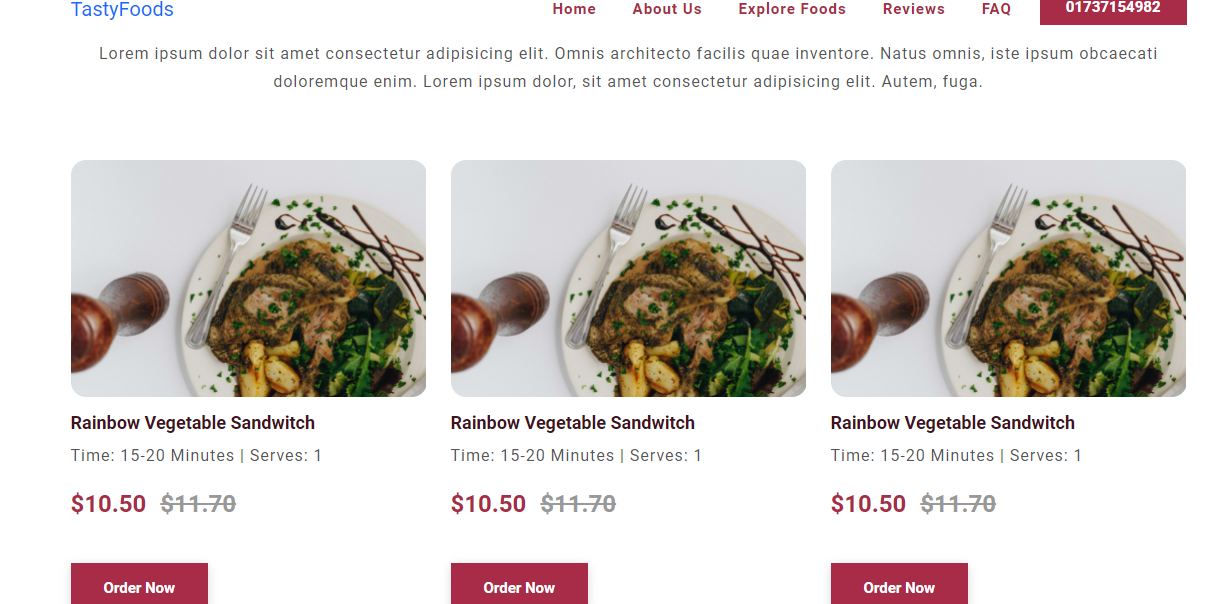 TastyFoods Home About Us Explore Foods Reviews FAQ 01737154982
Lorem ipsum dolor sit amet consectetur adipisicing elit. Omnis architecto facilis quae inventore. Natus omnis, iste ipsum obcaecati
doloremque enim. Lorem ipsum dolor, sit amet consectetur adipisicing elit. Autem, fuga.
Rainbow Vegetable Sandwitch Rainbow Vegetable Sandwitch Rainbow Vegetable Sandwitch
Time: 15-20 Minutes | Serves: 1 Time: 15-20 Minutes | Serves: 1 Time: 15-20 Minutes | Serves: 1
$10.50 $11.70 $10.50 $11.70 $10.50 $11.70
Order Now Order Now Order Now